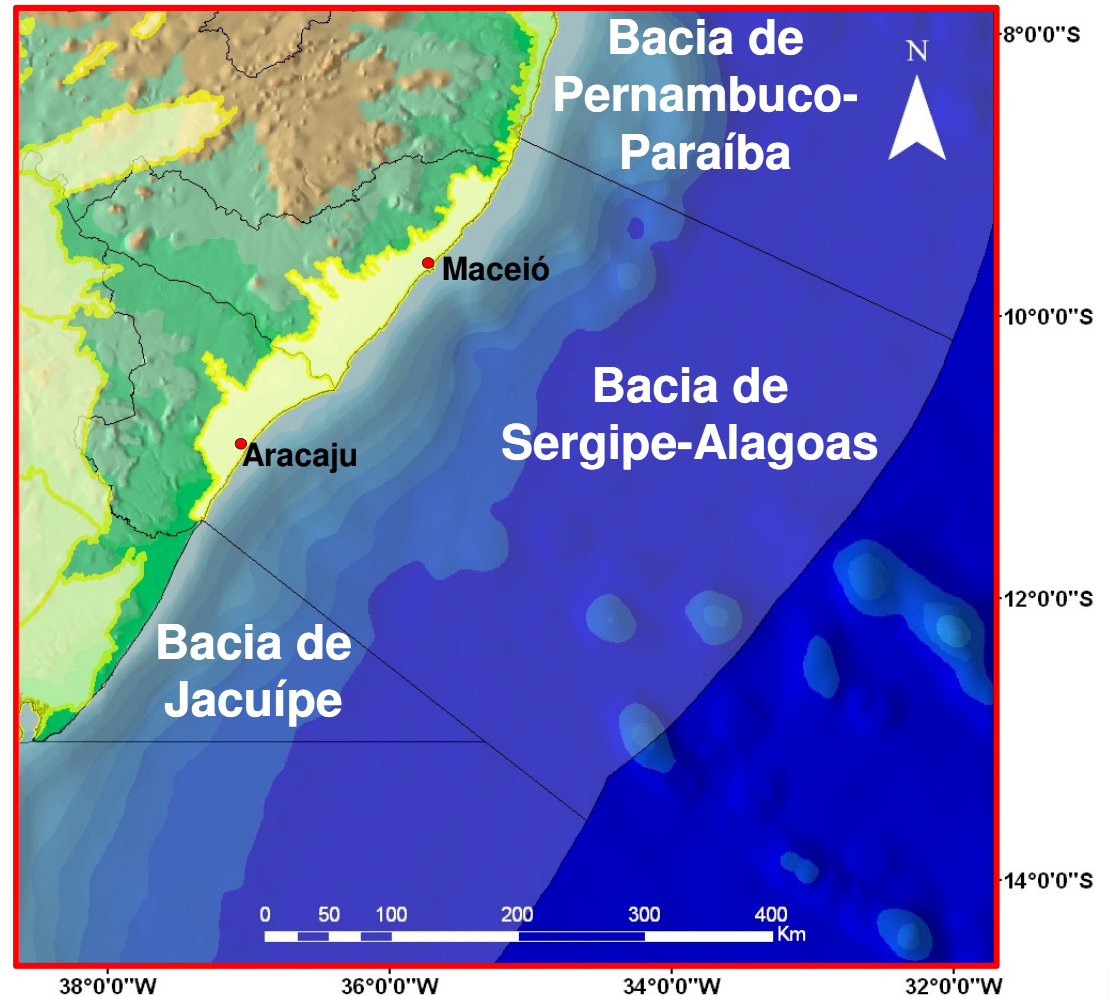 Bacia de
Pernambuco-
Paraíba
N
8°0'0"S
Maceió
10°0'0"S
Bacia de
Sergipe-Alagoas
Aracaju
12°0'0"S
Bacia de
Jacuípe
14°0'0"S
0 50 100 200 300 400
Km
38°0'0"W 36°0'0"W 34°0'0"W 32°0'0"W